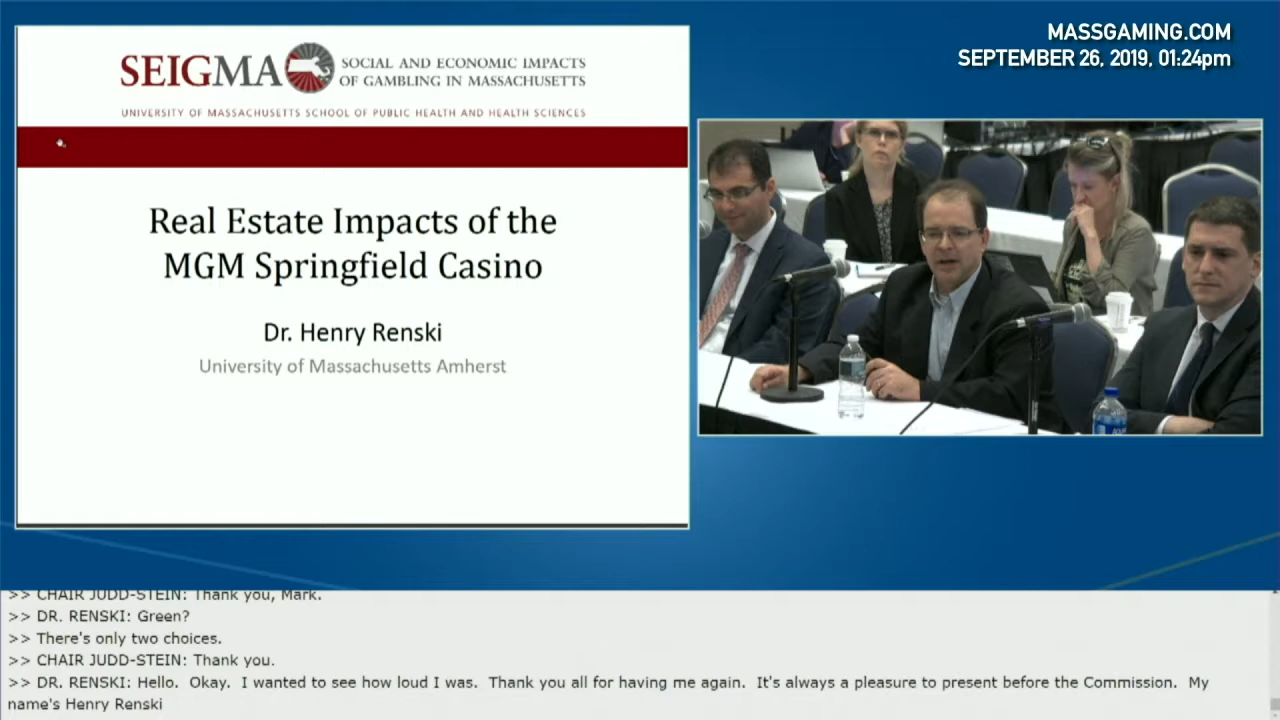 MASSGAMING.COM
SEPTEMBER 26, 2019, 01:24pm
SEIGMA SOCIAL AND ECONOMIC IMPACTS
OF GAMBLING IN MASSACHUSETTS
UNIVERSITY OF MASSACHUSETTS SCHOOL OF PUBLIC HEALTH AND HEALTH SCIENCES
Real Estate Impacts of the
MGM Springfield Casino
Dr. Henry Renski
University of Massachusetts Amherst
>> CHAIR JUDD-STEIN: Thank you, Mark.
>> DR. RENSKI: Green?
>> There's only two choices.
>> CHAIR JUDD-STEIN: Thank you.
>> DR. RENSKI: Hello.  Okay.  I wanted to see how loud I was.  Thank you all for having me again.  It's always a pleasure to present before the Commission.  My
name's Henry Renski